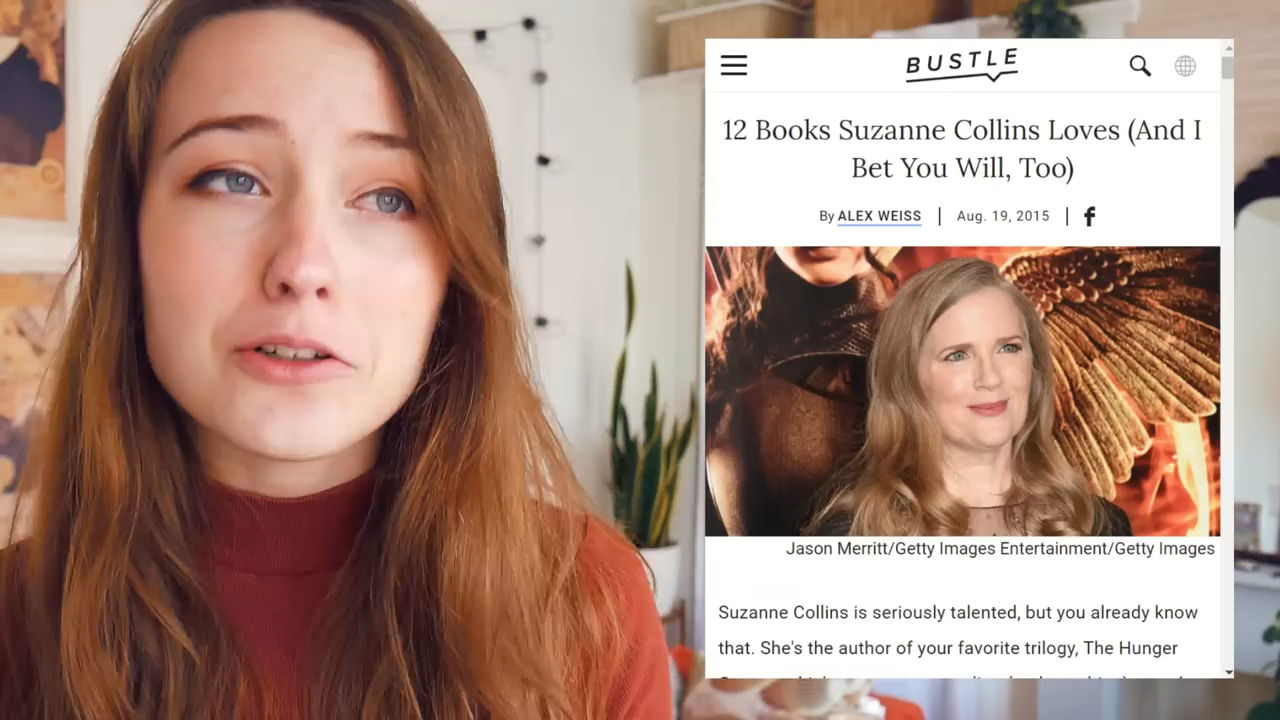 BUSTLE
12 Books Suzanne Collins Loves (And I
Bet You Will, Too)
By ALEX WEISS | Aug. 19, 2015 |
Jason Merritt/Getty Images Entertainment/Getty Images
Suzanne Collins is seriously talented, but you already know
that. She's the author of your favorite trilogy, The Hunger